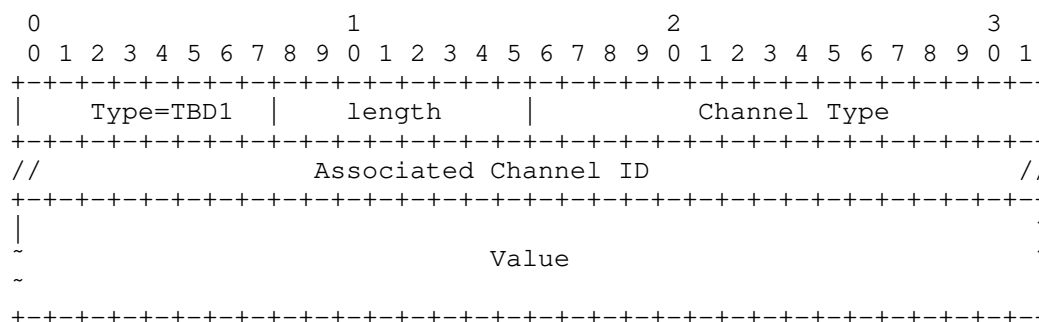 0 1 2 3
0 1 2 3 4 5 6 7 8 9 0 1 2 3 4 5 6 7 8 9 0 1 2 3 4 5 6 7 8 9 0 1
+-+-+-+-+-+-+-+-+-+-+-+-+-+-+-+-+-+-+-+-+-+-+-+-+-+-+-+-+-+-+-+-
| Type=TBD1 | length | Channel Type
+-+-+-+-+-+-+-+-+-+-+-+-+-+-+-+-+-+-+-+-+-+-+-+-+-+-+-+-+-+-+-+-
// Associated Channel ID //
+-+-+-+-+-+-+-+-+-+-+-+-+-+-+-+-+-+-+-+-+-+-+-+-+-+-+-+-+-+-+-+-
|
~ Value
~
+-+-+-+-+-+-+-+-+-+-+-+-+-+-+-+-+-+-+-+-+-+-+-+-+-+-+-+-+-+-+-+-